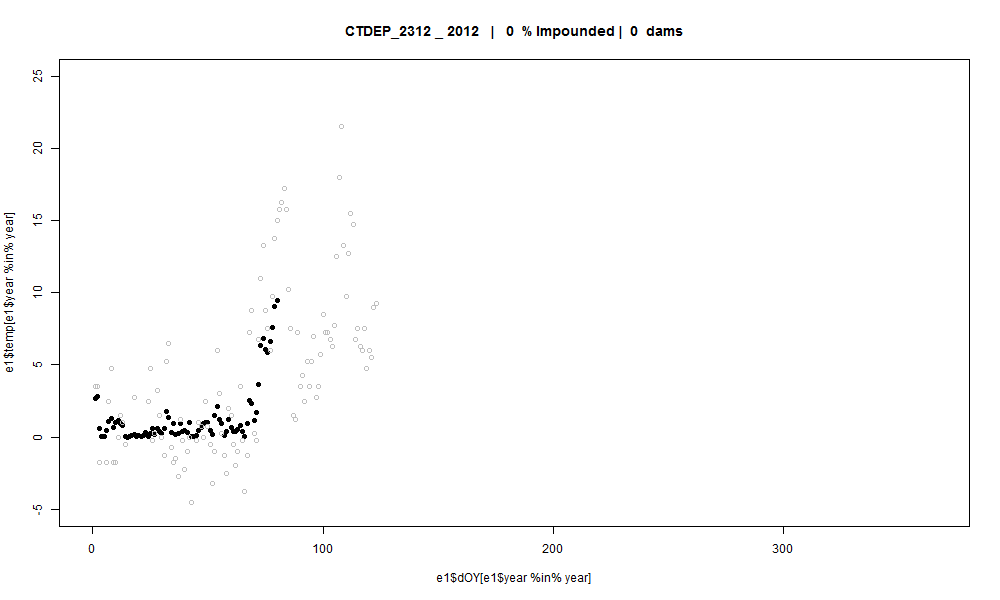 CTDEP_2312 _ 2012 | 0 % Impounded | 0 dams
25
20
15
10
5
0
-5
e1$temp[e1$year %in% year]
0 100 200 300
e1$dOY[e1$year %in% year]